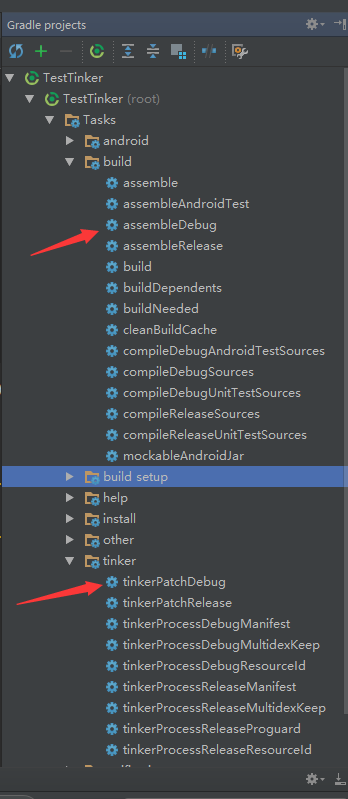 Gradle projects
TestTinker
TestTinker (root)
Tasks
android
build
assemble
assembleAndroidTest
assembleDebug
assembleRelease
build
buildDependents
buildNeeded
cleanBuildCache
compileDebugAndroidTestSources
compileDebugSources
compileDebugUnitTestSources
compileReleaseSources
compileReleaseUnitTestSources
mockableAndroidJar
build setup
help
install
other
tinker
tinkerPatchDebug
tinkerPatchRelease
tinkerProcessDebugManifest
tinkerProcessDebugMultidexKeep
tinkerProcessDebugResourceId
tinkerProcessReleaseManifest
tinkerProcessReleaseMultidexKeep
tinkerProcessReleaseProguard
tinkerProcessReleaseResourceId